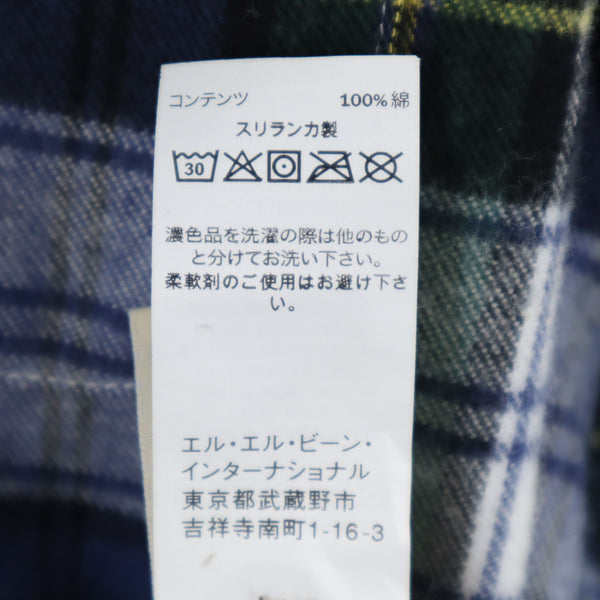 コンテンツ 100% 綿
スリランカ製
30
濃色品を洗濯の際は他のもの
と分けてお洗い下さい。
柔軟剤のご使用はお避け下さ
い。
エル・エル・ビーン・
インターナショナル
東京都武蔵野市
吉祥寺南町1-16-3